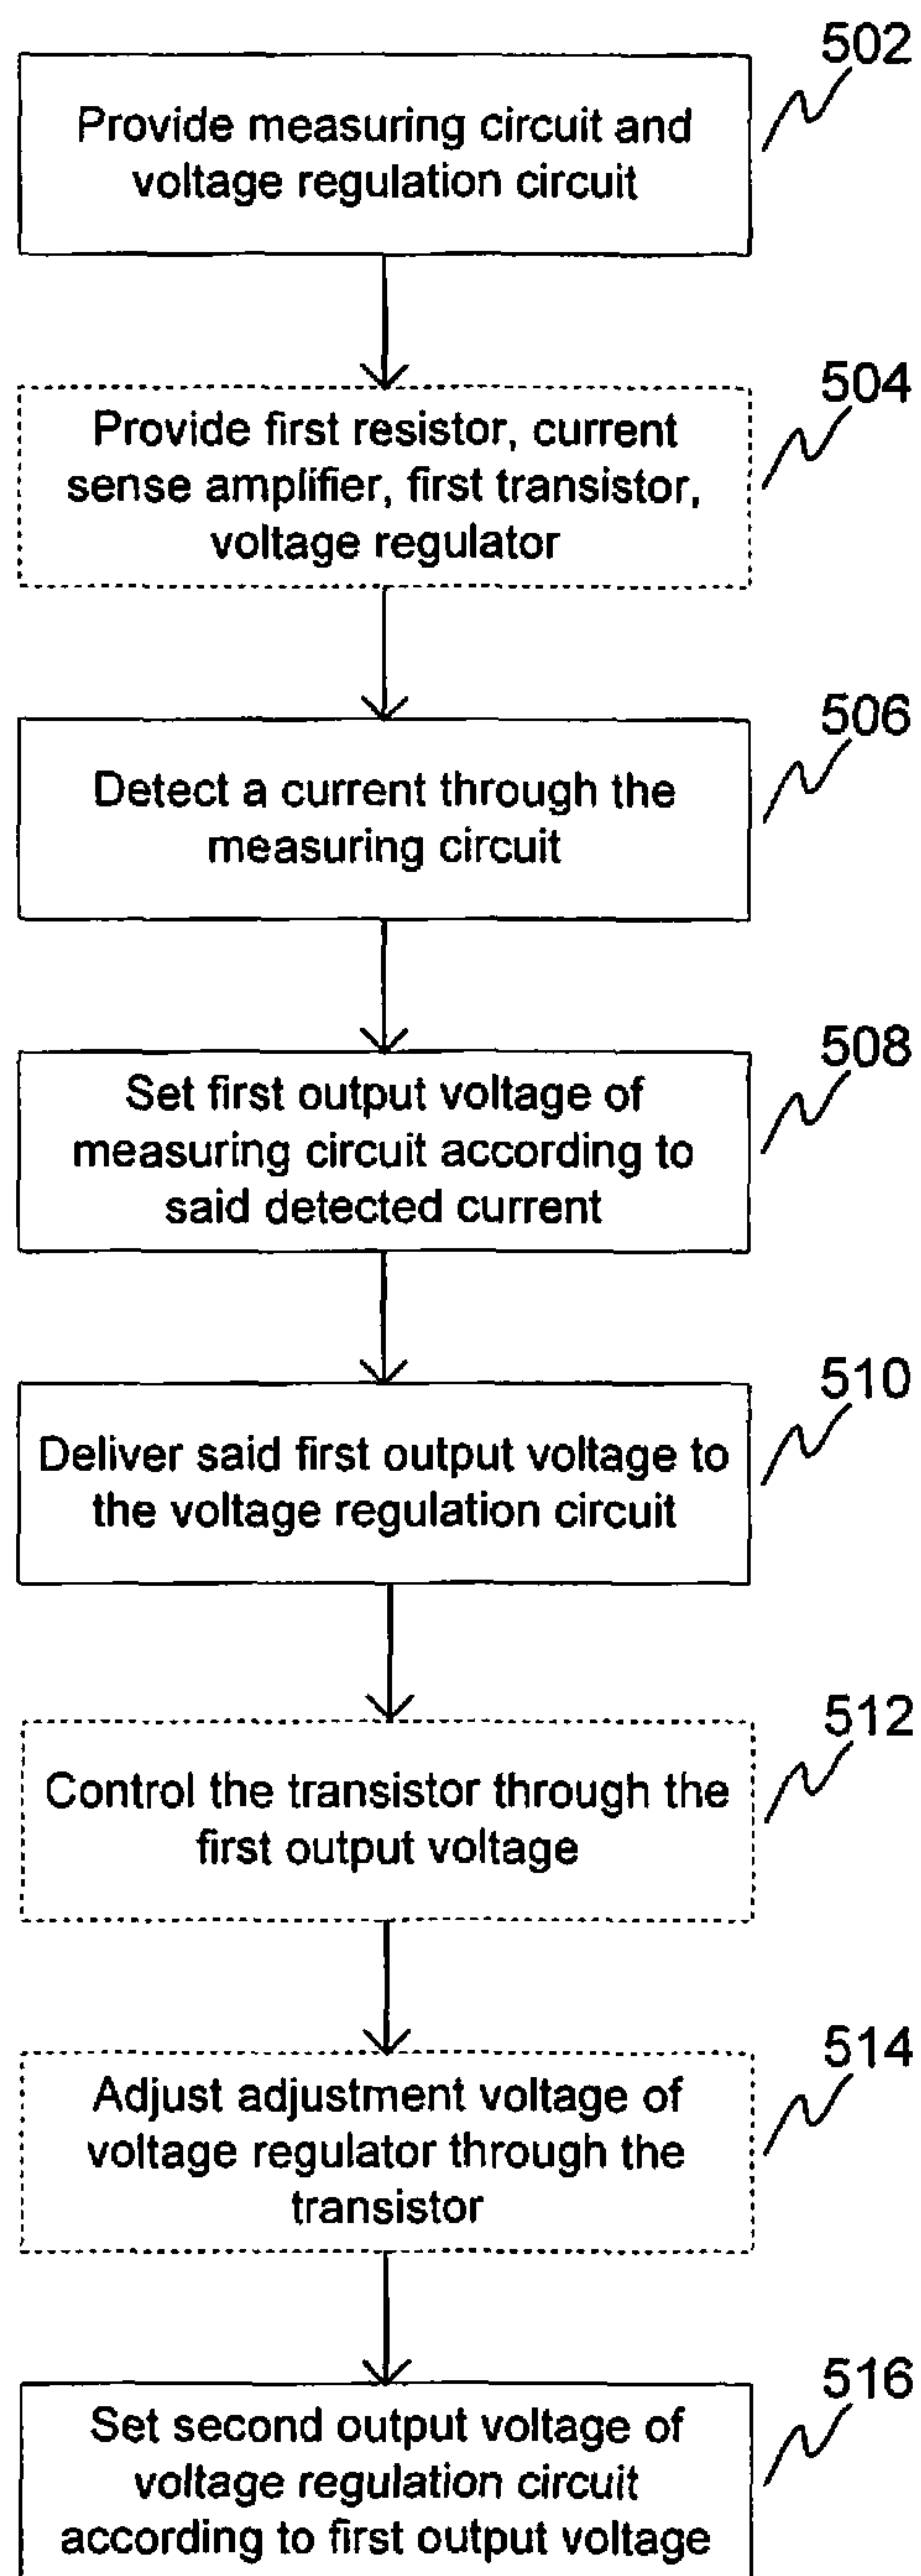 502
Provide measuring circuit and
voltage regulation circuit
504
Provide first resistor, current
sense amplifier, first transistor,
voltage regulator
506
Detect a current through the
measuring circuit
508
Set first output voltage of
measuring circuit according to
said detected current
510
Deliver said first output voltage to
the voltage regulation circuit
512
Control the transistor through the
first output voltage
514
Adjust adjustment voltage of
voltage regulator through the
transistor
516
Set second output voltage of
voltage regulation circuit
according to first output voltage